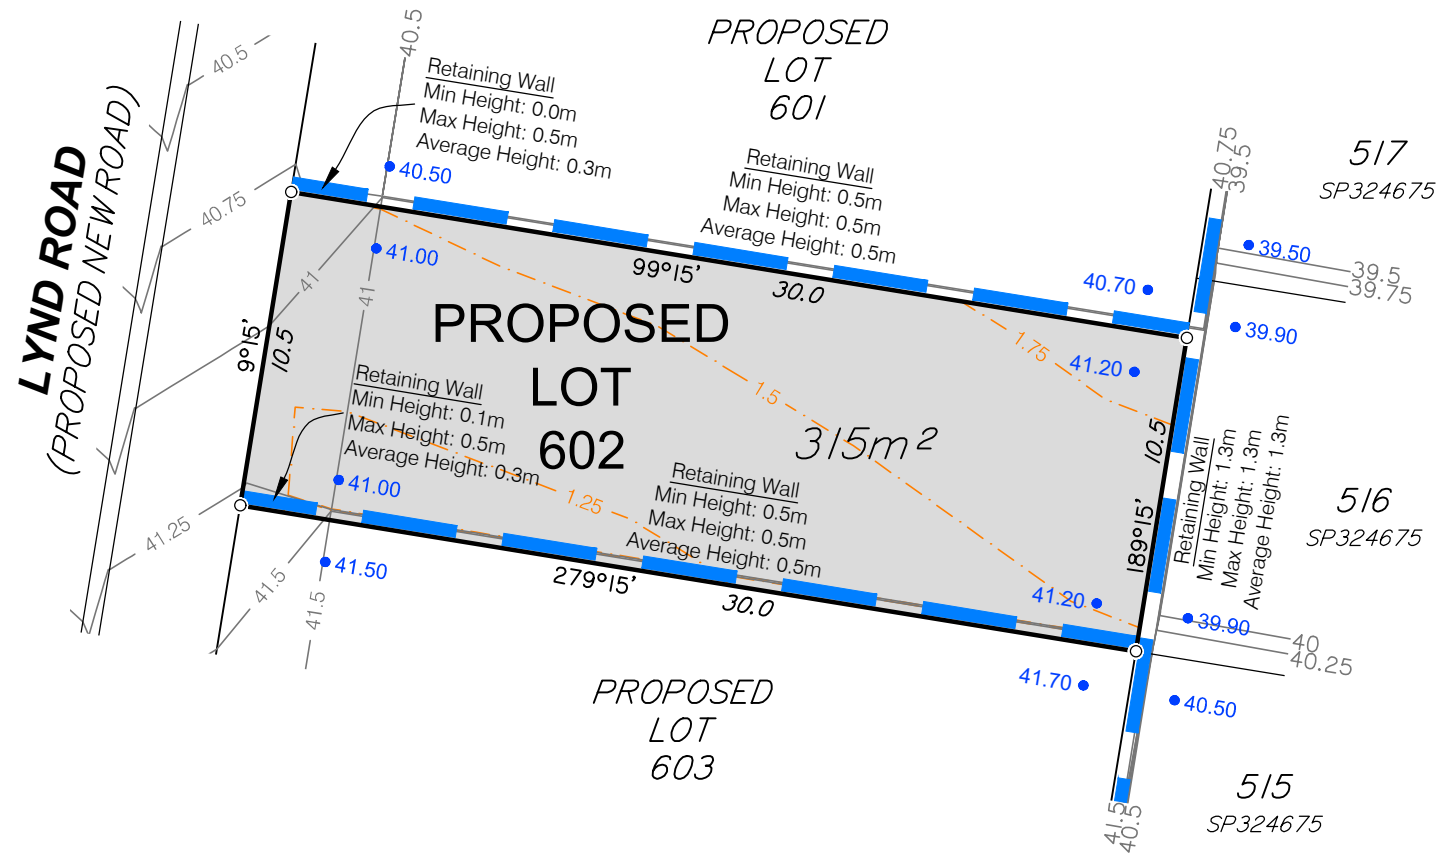 PROPOSED
LOT
601
40.5
40.5
Retaining Wall
Min Height: 0.0m
Max Height: 0.5m
Average Height: 0.3m
Retaining Wall
Min Height: 0.5m
Max Height: 0.5m
Average Height: 0.5m
40.75
39.5
517
SP324675
LYND ROAD
(PROPOSED NEW ROAD)
40.75
40.50
41.00
41
41
99°15'
30.0
40.70
39.50
39.5
39.75
39.90
41.20
1.75
9°15'
10.5
PROPOSED
LOT
602
315m²
1.5
Retaining Wall
Min Height: 0.1m
Max Height: 0.5m
Average Height: 0.3m
41.00
1.25
Retaining Wall
Min Height: 0.5m
Max Height: 0.5m
Average Height: 0.5m
10.5
189°15'
Retaining Wall
Min Height: 1.3m
Max Height: 1.3m
Average Height: 1.3m
516
SP324675
41.25
41.5
41.5
41.50
279°15'
30.0
41.20
39.90
40
40.25
41.70
40.50
PROPOSED
LOT
603
515
SP324675
41.5
40.5